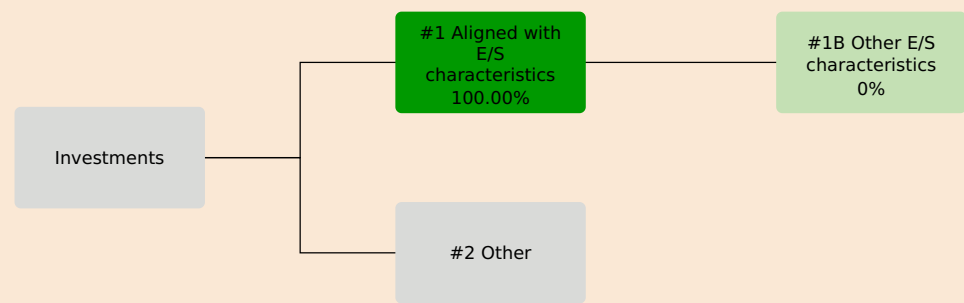 #1 Aligned with
E/S
characteristics
100.00%
#1B Other E/S
characteristics
0%
Investments
#2 Other